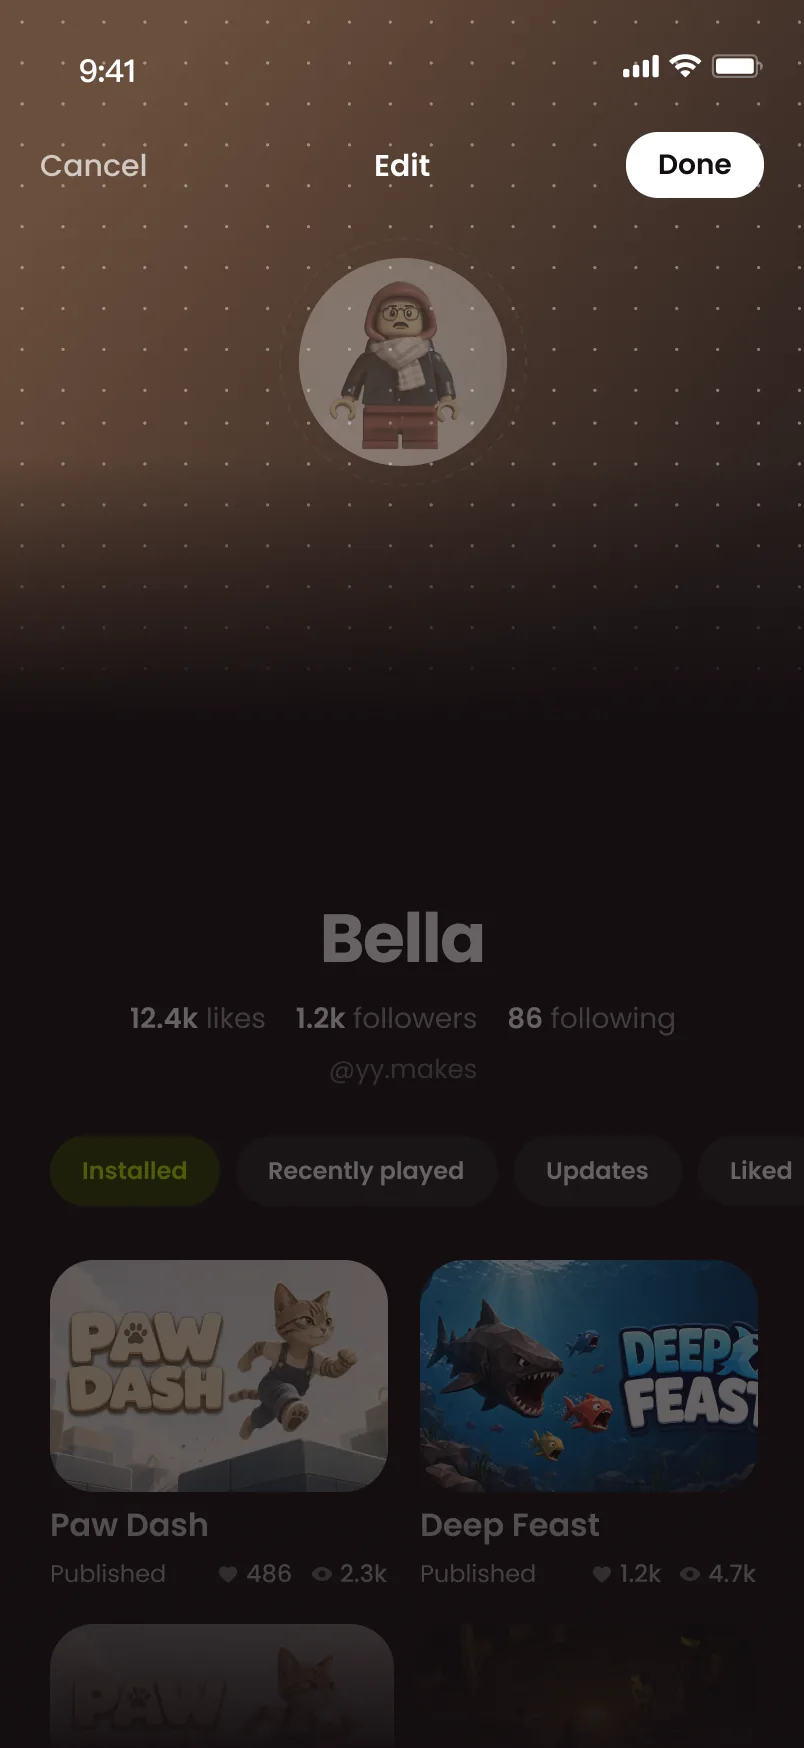 9:41
Cancel Edit Done
Bella
12.4k likes 1.2k followers 86 following
@yy.makes
Installed Recently played Updates Liked
PAW DASH
DEEP FEAST
Paw Dash Deep Feast
Published 486 2.3k Published 1.2k 4.7k
PAW